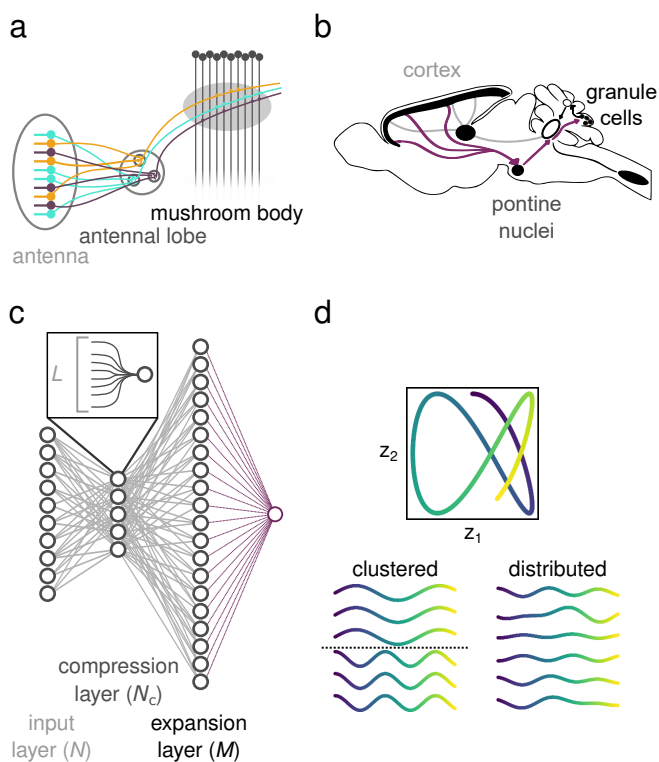 a
antenna
antennal lobe
mushroom body
b
cortex
granule
cells
pontine
nuclei
c
L
compression
layer (Nc)
input
layer (N)
expansion
layer (M)
d
z2
z1
clustered
distributed